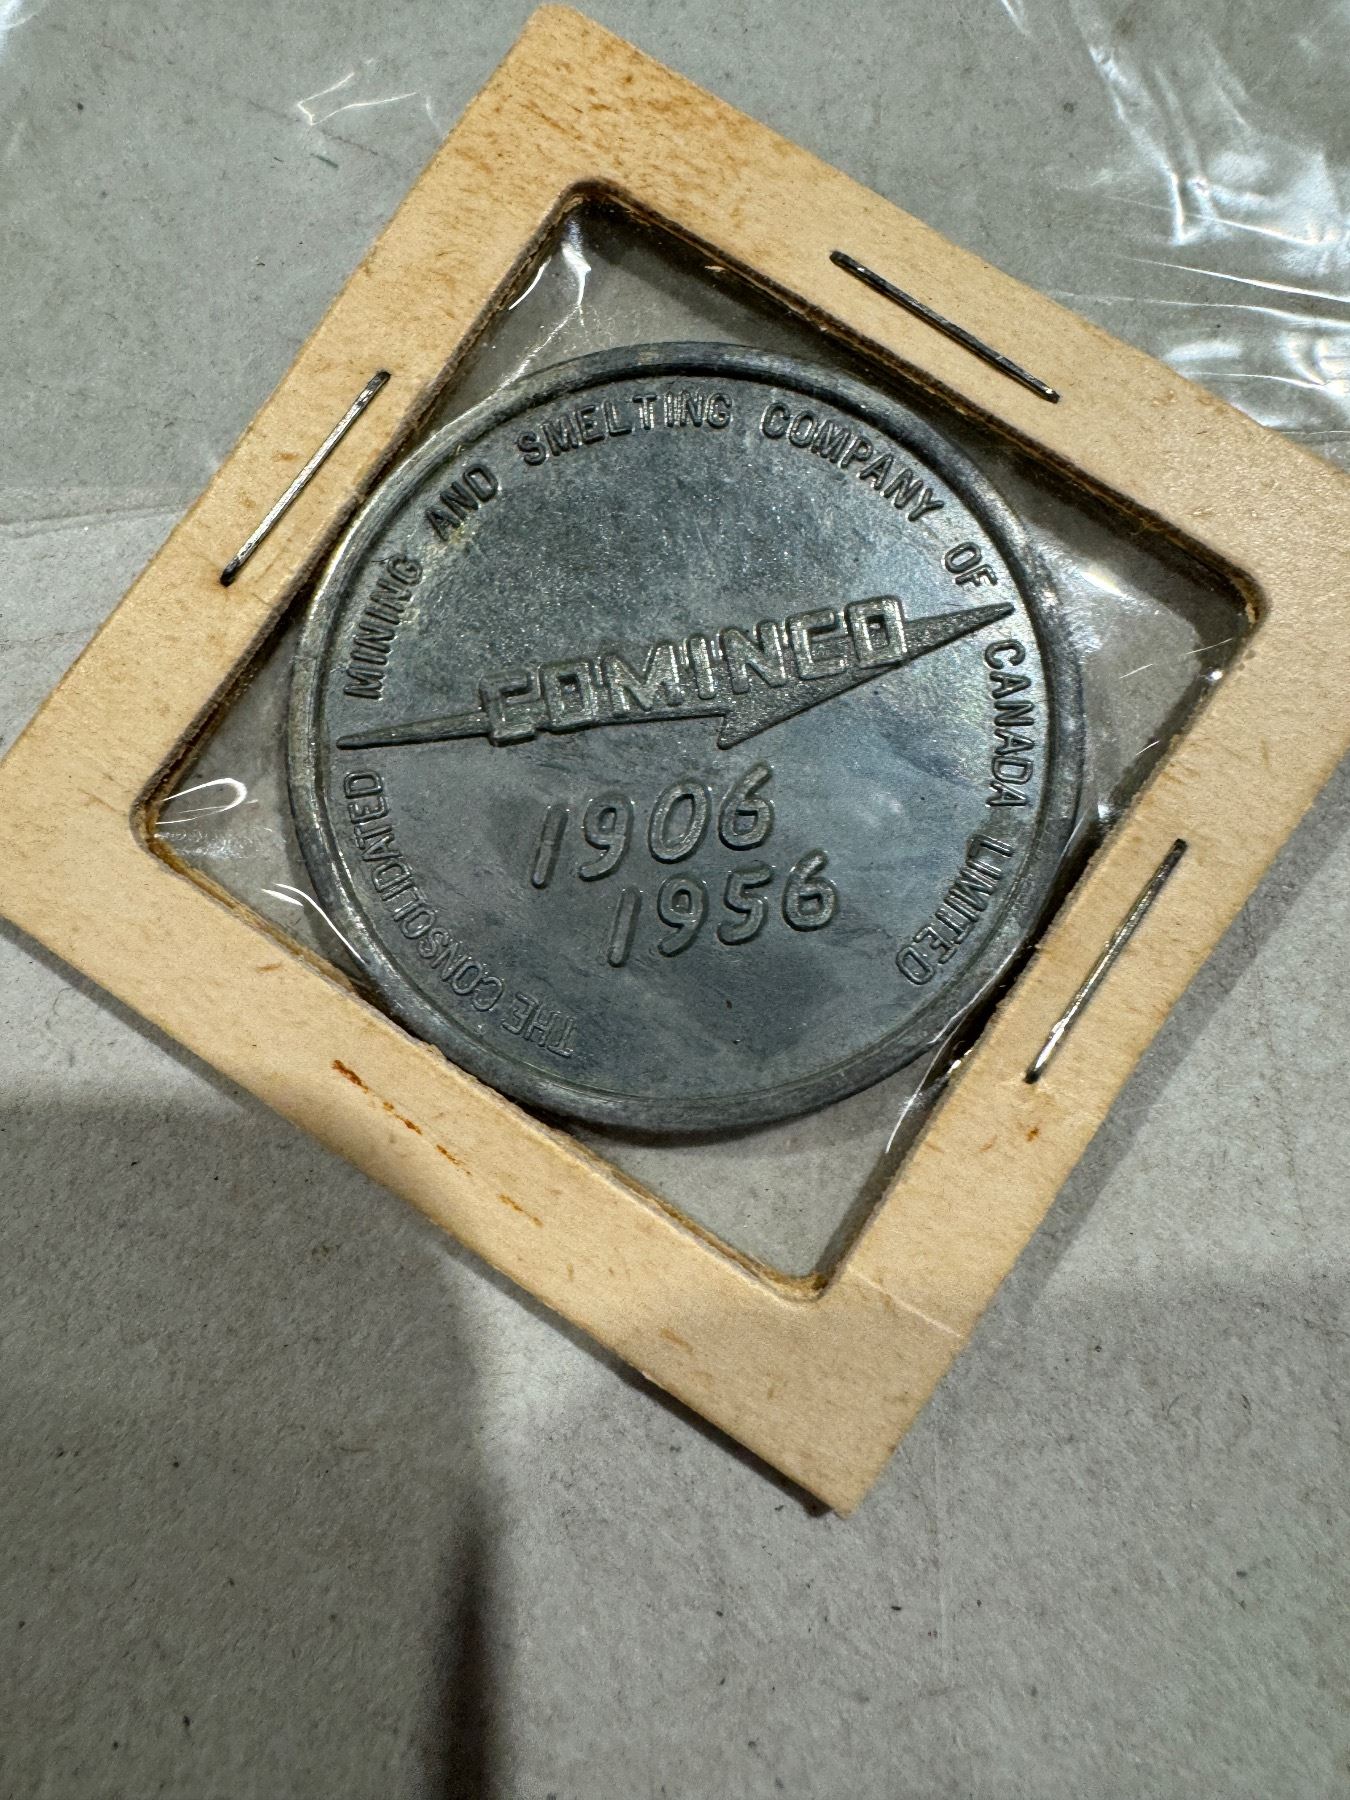 THE CONSOLIDATED MINING AND SMELTING COMPANY OF CANADA LIMITED
COMINCO
1906
1956